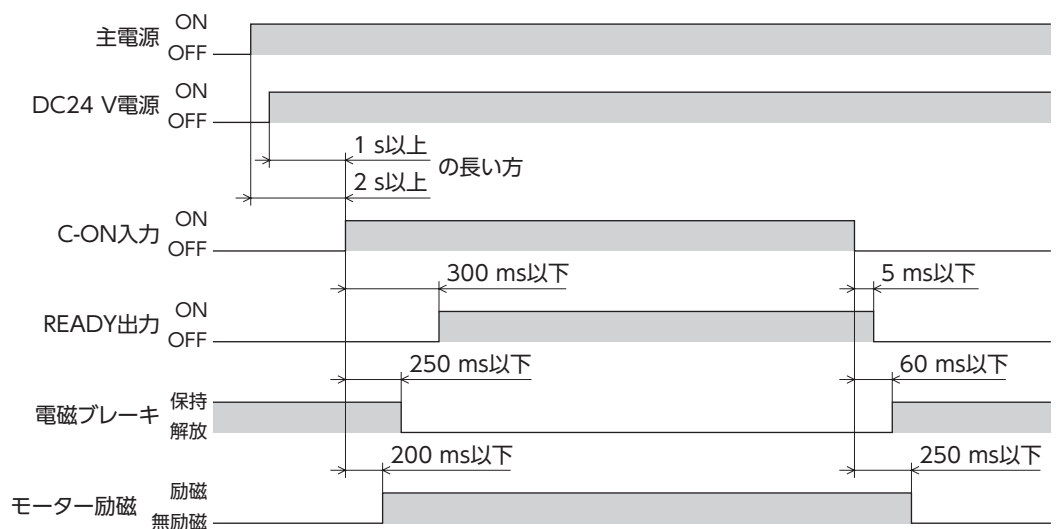 主電源 ON
OFF
DC24 V電源 ON
OFF
1 s以上
の長い方
2 s以上
C-ON入力 ON
OFF
300 ms以下 5 ms以下
READY出力 ON
OFF
250 ms以下 60 ms以下
電磁ブレーキ 保持
解放
200 ms以下 250 ms以下
モーター励磁 励磁
無励磁